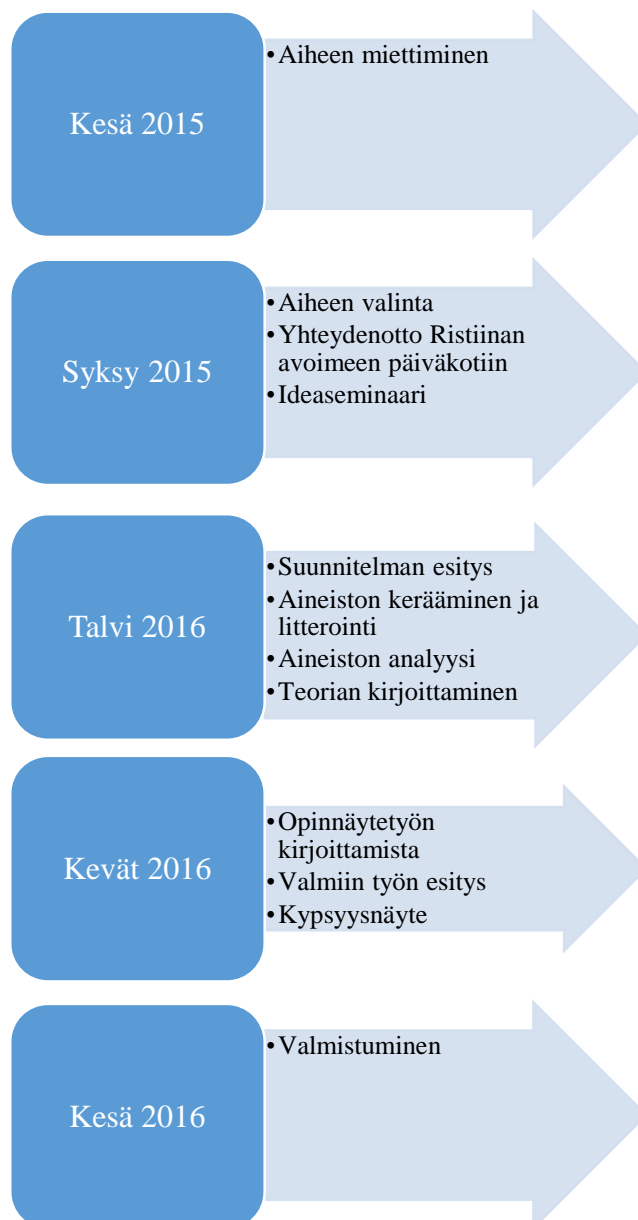 Kesä 2015
•Aiheen miettiminen
Syksy 2015
•Aiheen valinta
•Yhteydenotto Ristiinan
avoimeen päiväkotiin
•Ideaseminaari
Talvi 2016
•Suunnitelman esitys
•Aineiston kerääminen ja
litterointi
•Aineiston analyysi
•Teorian kirjoittaminen
Kevät 2016
•Opinnäytetyön
kirjoittamista
•Valmiin työn esitys
•Kypsyysnäyte
Kesä 2016
•Valmistuminen